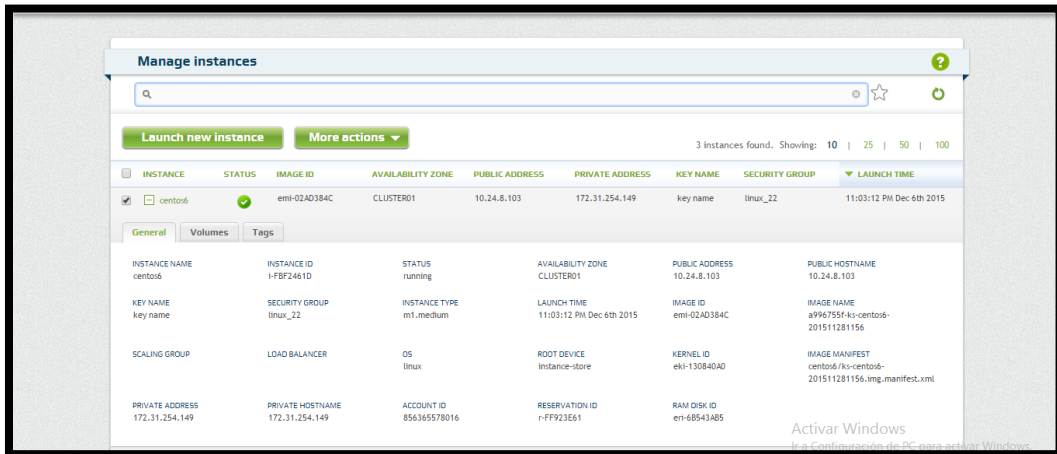 Manage instances
?
Launch new instance More actions
3 instances found. Showing: 10 | 25 | 50 | 100
INSTANCE STATUS IMAGE ID AVAILABILITY ZONE PUBLIC ADDRESS PRIVATE ADDRESS KEY NAME SECURITY GROUP LAUNCH TIME
centos6 emi-02AD384C CLUSTER01 10.24.8.103 172.31.254.149 key name linux_22 11:03:12 PM Dec 6th 2015
General Volumes Tags
INSTANCE NAME INSTANCE ID STATUS AVAILABILITY ZONE PUBLIC ADDRESS PUBLIC HOSTNAME
centos6 i-FBF2461D running CLUSTER01 10.24.8.103 10.24.8.103
KEY NAME SECURITY GROUP INSTANCE TYPE LAUNCH TIME IMAGE ID IMAGE NAME
key name linux_22 m1.medium 11:03:12 PM Dec 6th 2015 emi-02AD384C a996755f-ks-centos6-
201511281156
SCALING GROUP LOAD BALANCER OS ROOT DEVICE KERNEL ID IMAGE MANIFEST
linux instance-store eki-130840A0 centos6/ks-centos6-
201511281156.img.manifest.xml
PRIVATE ADDRESS PRIVATE HOSTNAME ACCOUNT ID RESERVATION ID RAM DISK ID
172.31.254.149 172.31.254.149 856365578016 r-FF923E61 eri-6B543AB5
Activar Windows
Ir a Configuración de PC para activar Windows.